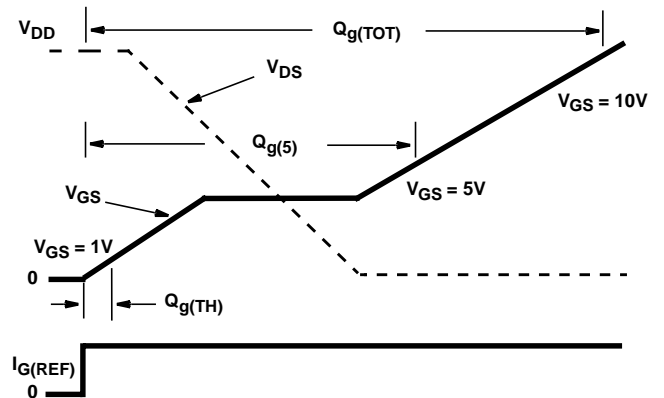 V_DD
Q_g(TOT)
V_DS
V_GS = 10V
Q_g(5)
V_GS
V_GS = 5V
V_GS = 1V
0
Q_g(TH)
I_G(REF)
0